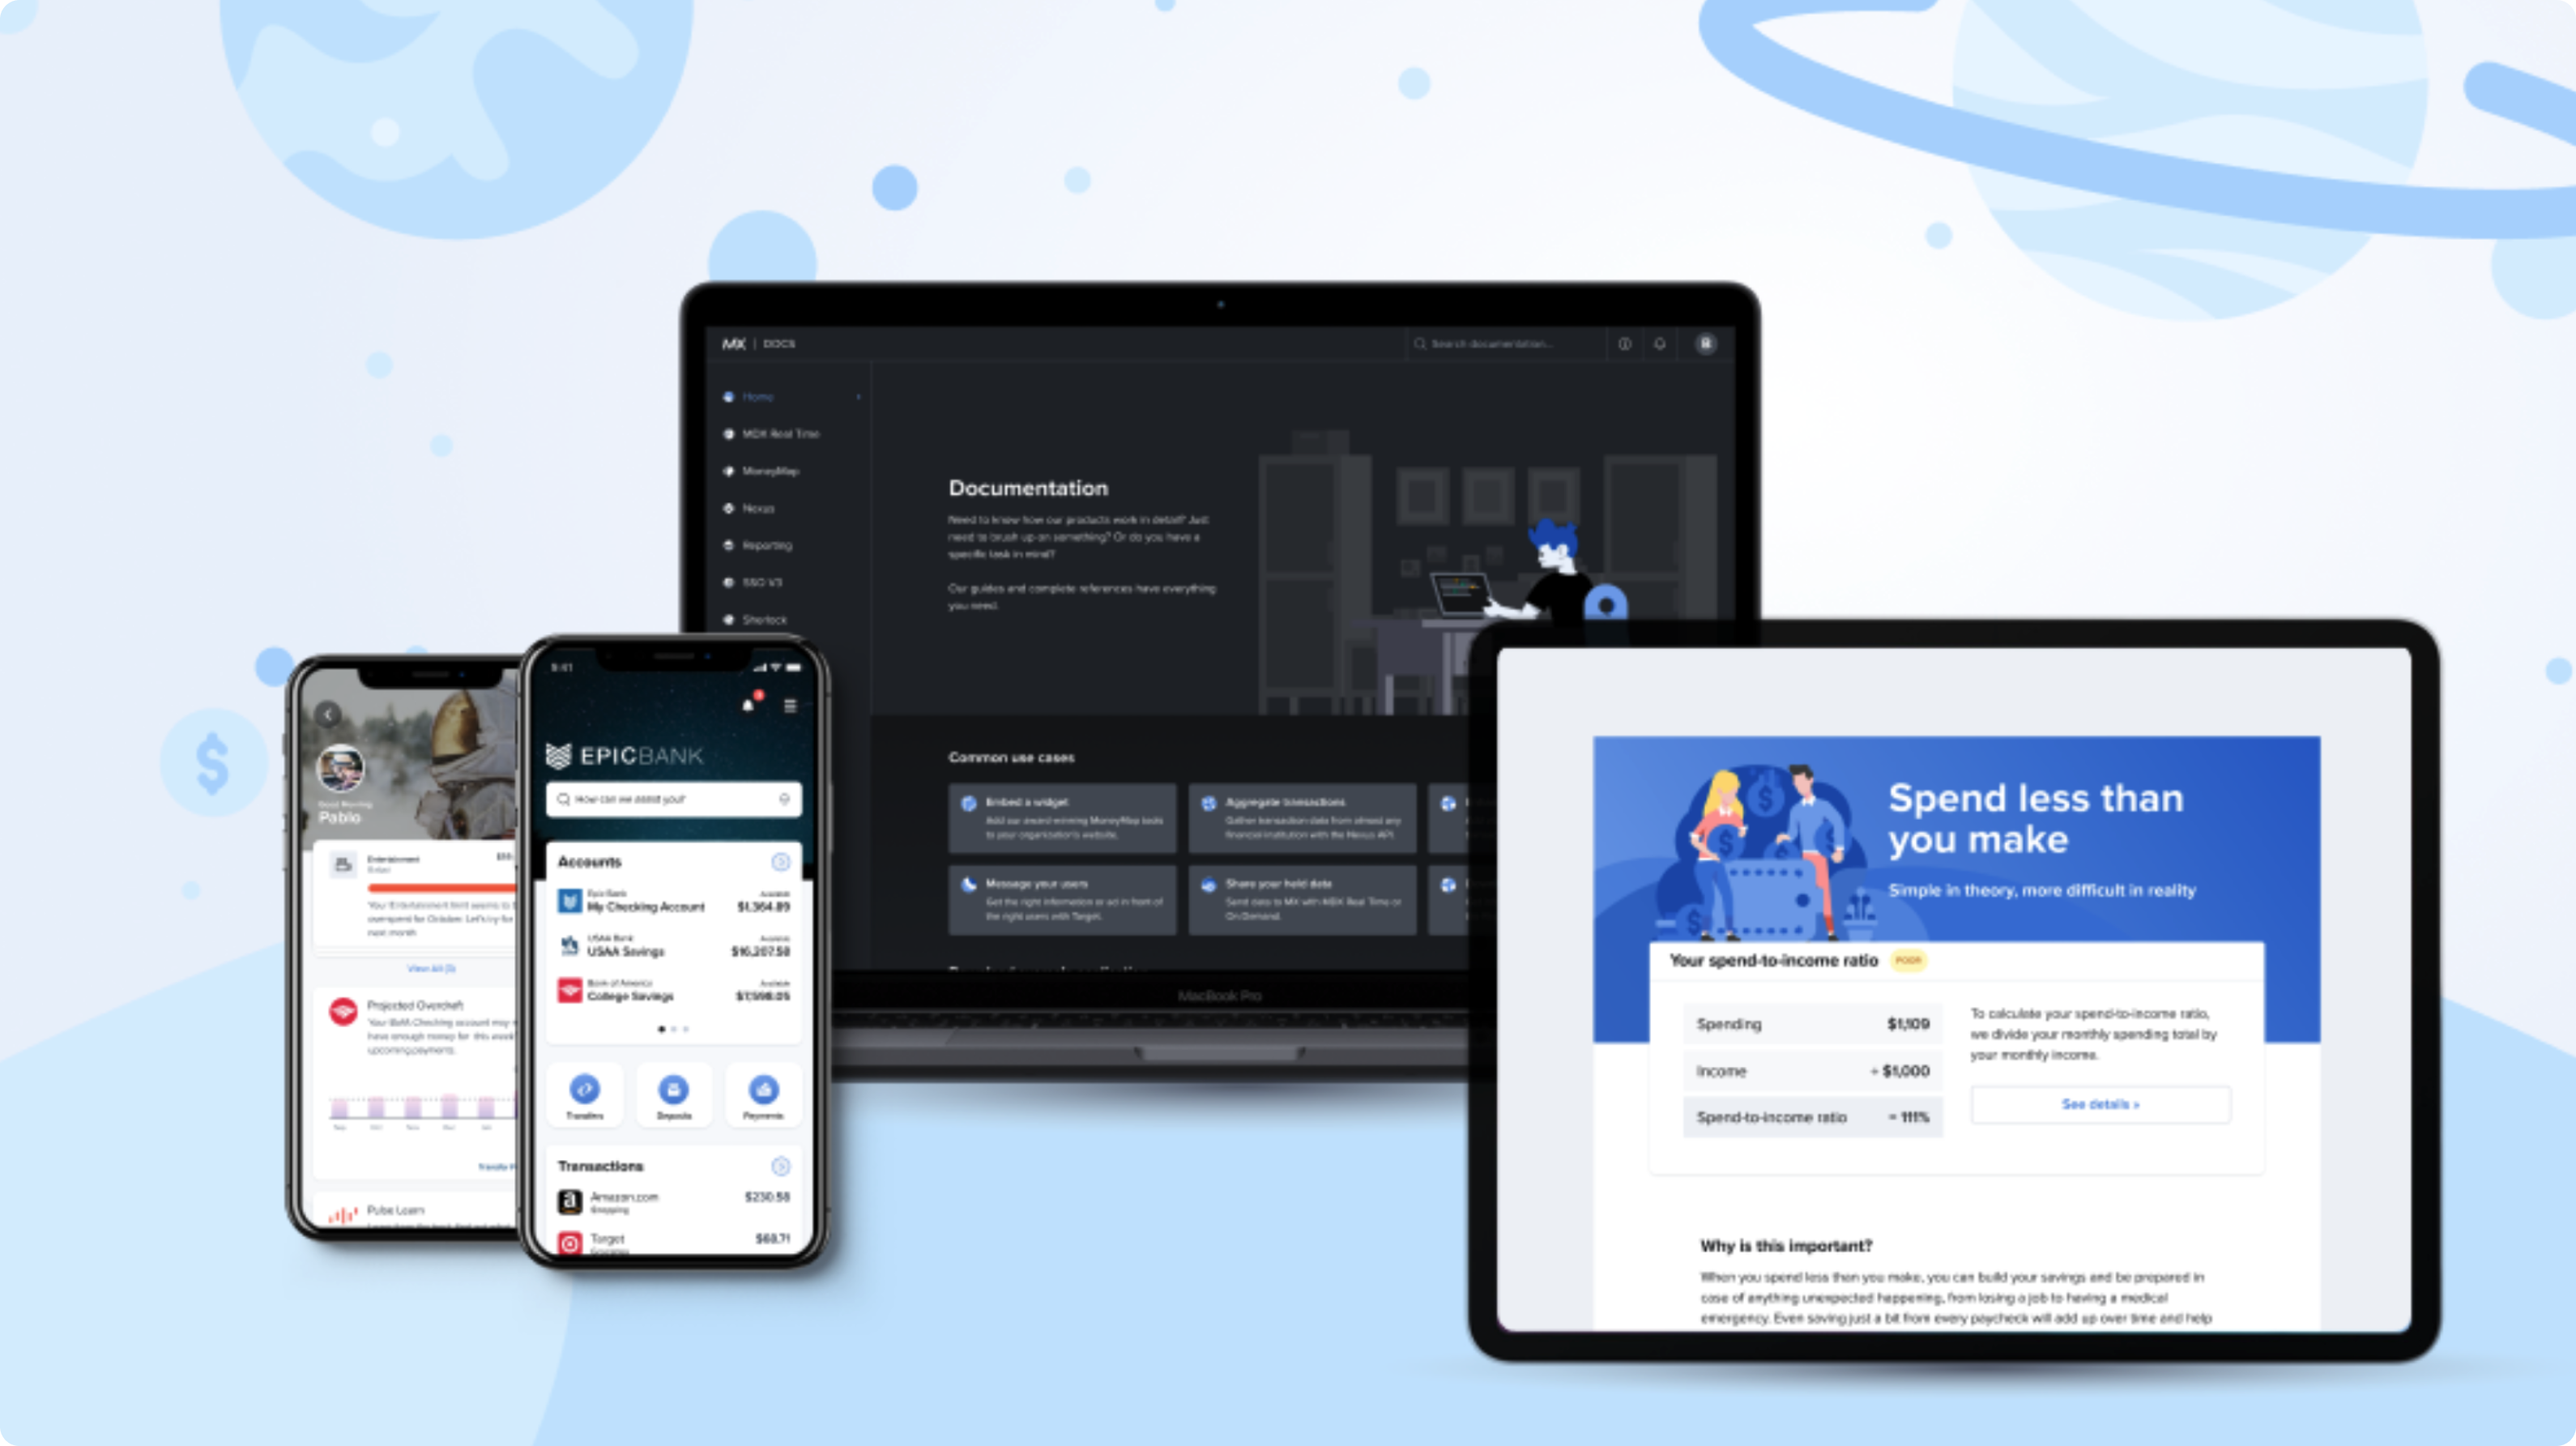 MX | DOCS
Search documentation...
Home
MDX Real Time
MoneyMap
Nexus
Reporting
SSO V3
Sherlock
Documentation
Need to know how our products work in detail? Just
need to brush up on something? Or do you have a
specific task in mind?
Our guides and complete references have everything
you need.
Common use cases
Embed a widget
Add our award-winning MoneyMap tools
to your organization's website.
Aggregate transactions
Gather transaction data from almost any
financial institution with the Nexus API.
Message your users
Get the right information or ad in front of
the right users with Target.
Share your held data
Send data to MX with MDX Real Time or
On Demand.
MacBook Pro
Good Morning
Pablo
Entertainment
Your Entertainment limit seems to
overspend for October. Let's try for
next month
View All (3)
Projected Overdraft
Your BofA Checking account may
have enough money for this week
upcoming payments.
Pulse Learn
9:41
EPICBANK
How can we assist you?
Accounts
Epic Bank
Available
My Checking Account $1,364.89
USAA Bank
Available
USAA Savings $16,207.58
Bank of America
Available
College Savings $7,598.05
Transfers
Deposits
Payments
Transactions
Amazon.com $230.58
Shopping
Target $68.71
$
Spend less than
you make
Simple in theory, more difficult in reality
Your spend-to-income ratio POOR
Spending $1,109
Income ÷ $1,000
Spend-to-income ratio = 111%
To calculate your spend-to-income ratio,
we divide your monthly spending total by
your monthly income.
See details >
Why is this important?
When you spend less than you make, you can build your savings and be prepared in
case of anything unexpected happening, from losing a job to having a medical
emergency. Even saving just a bit from every paycheck will add up over time and help